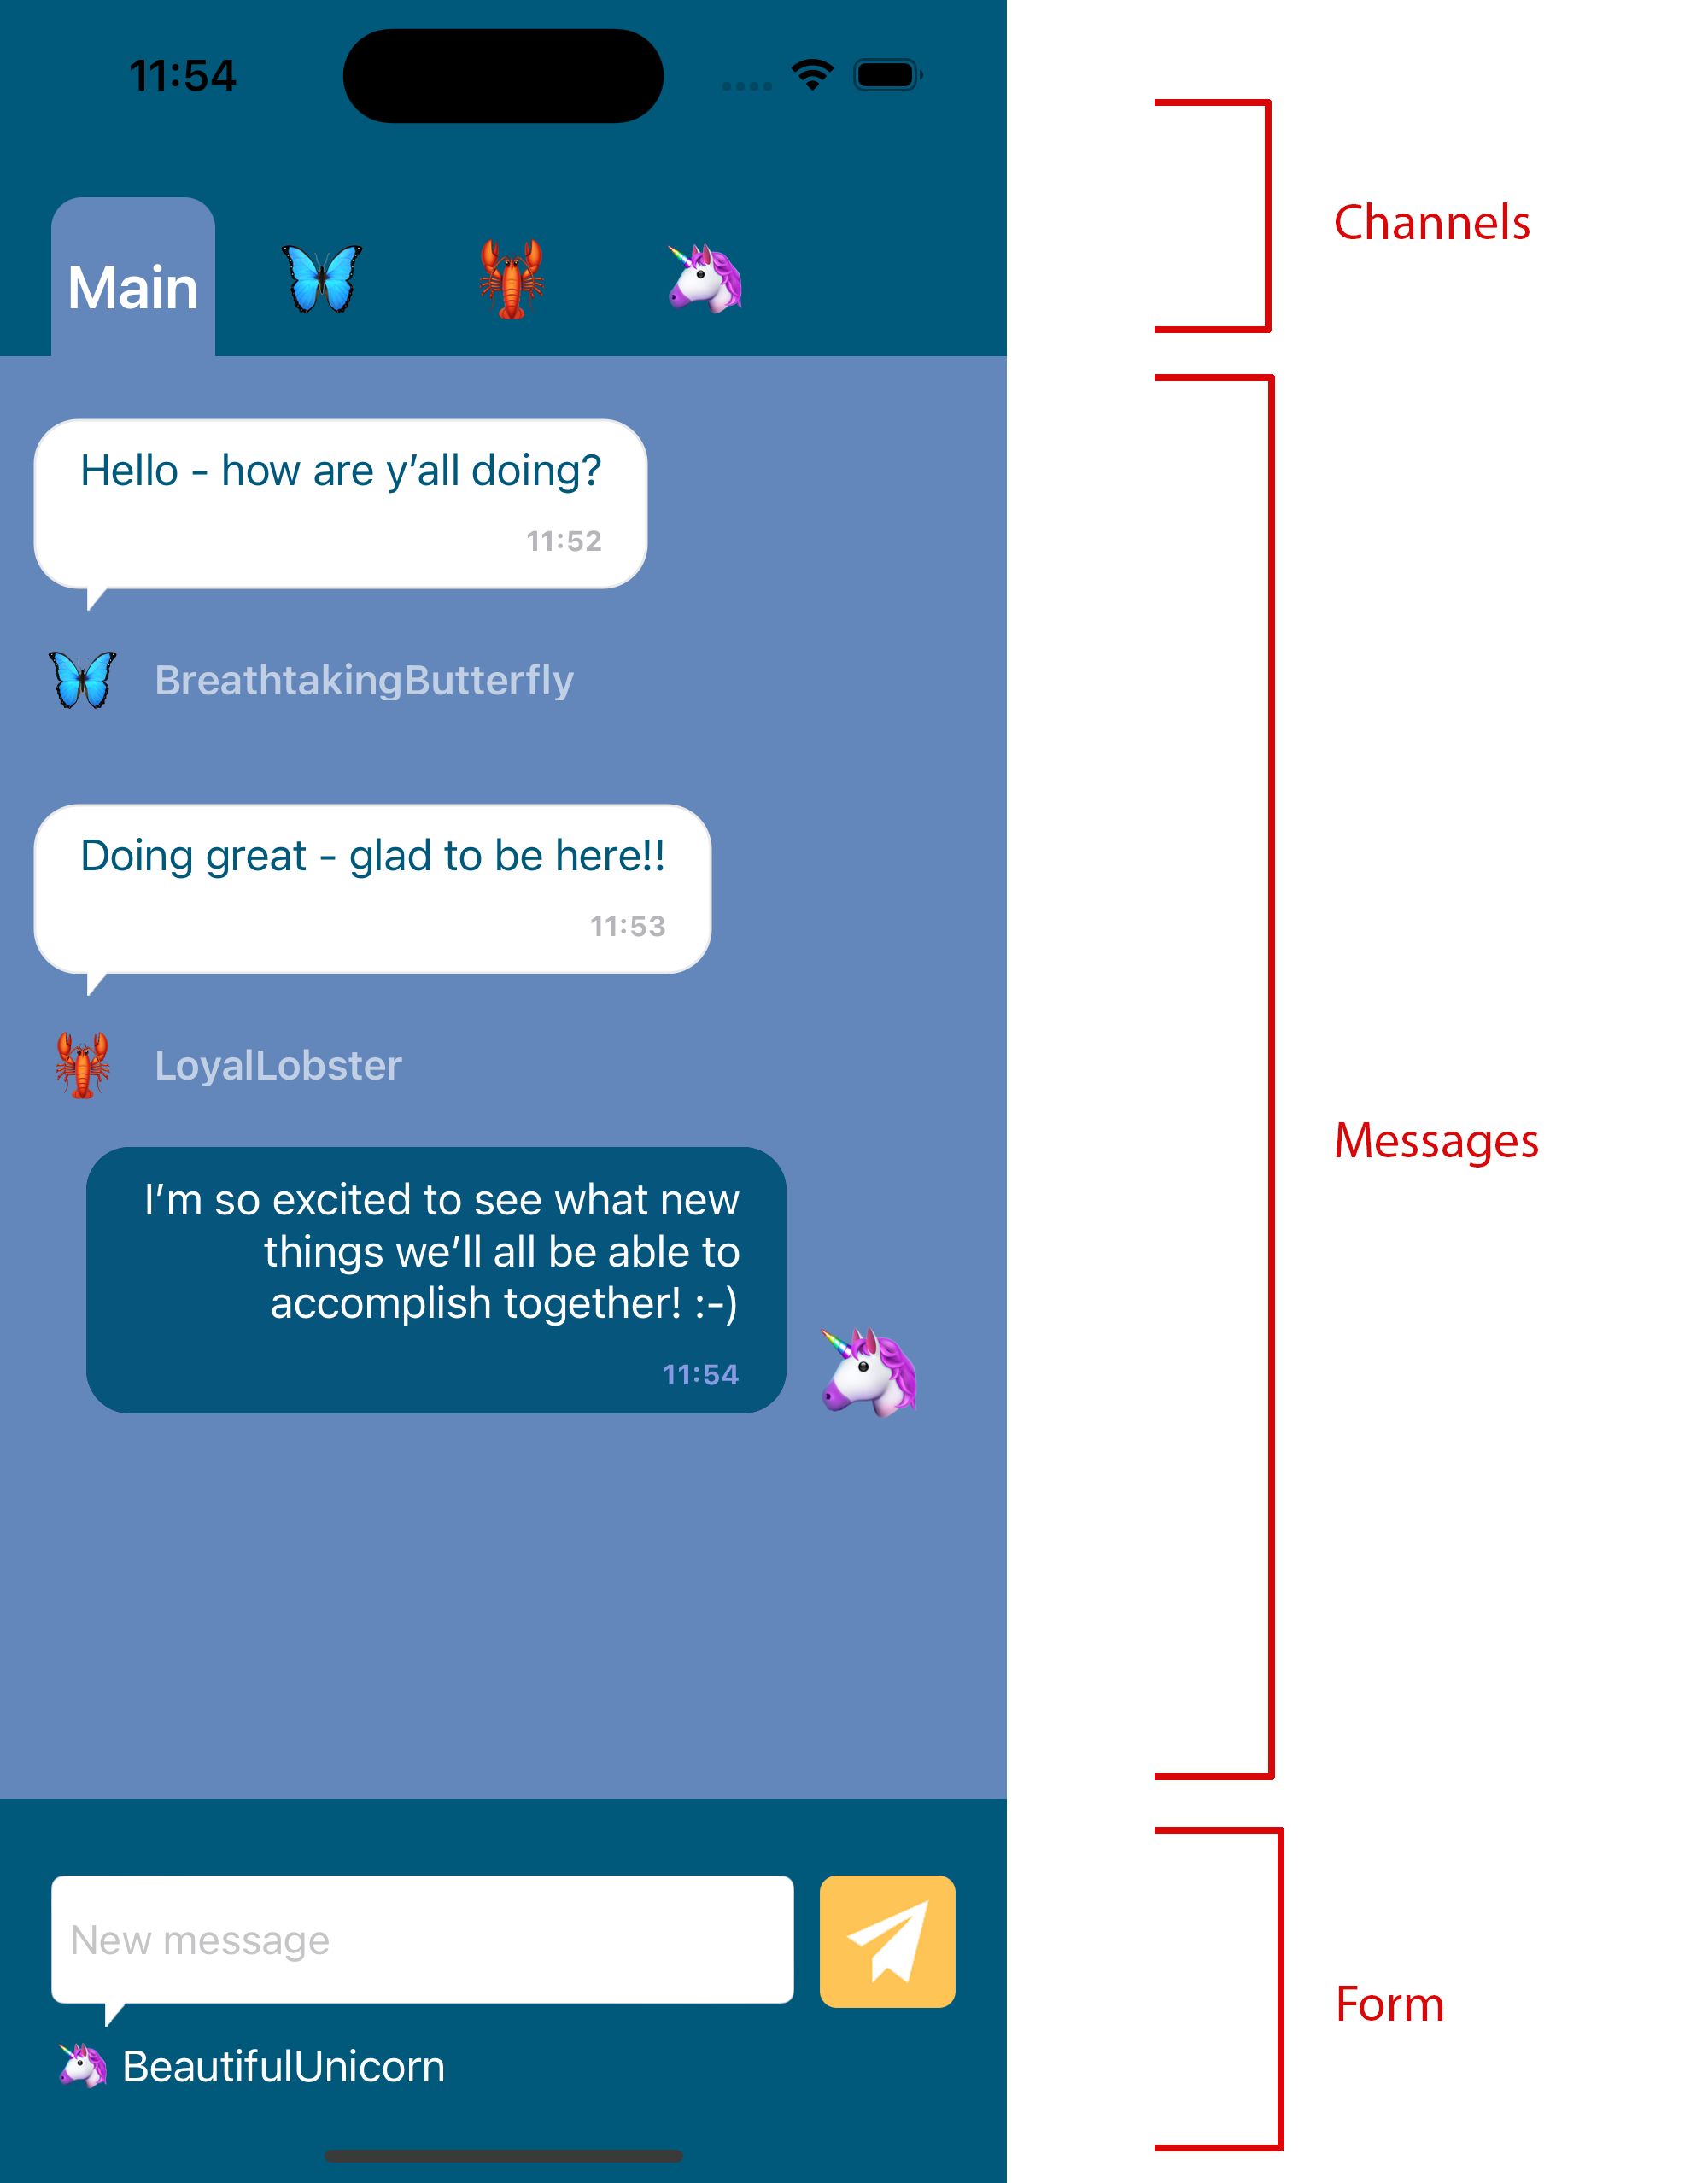 11:54
Channels
Main
Hello - how are y’all doing?
11:52
BreathtakingButterfly
Doing great - glad to be here!!
11:53
LoyalLobster
Messages
I’m so excited to see what new
things we’ll all be able to
accomplish together! :-)
11:54
New message
Form
BeautifulUnicorn